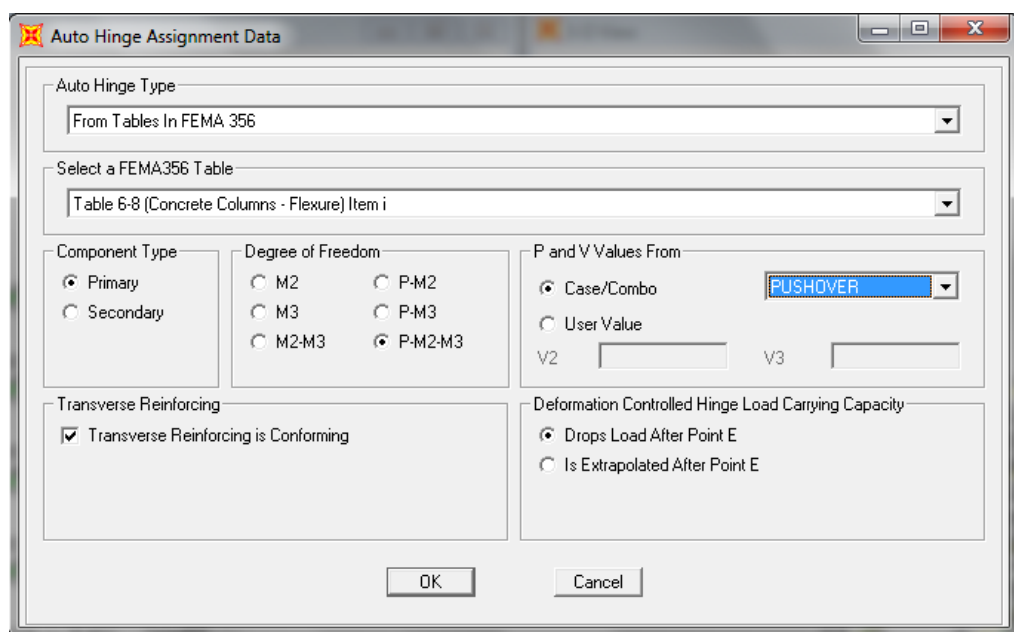 Auto Hinge Assignment Data
Auto Hinge Type
From Tables In FEMA 356
Select a FEMA356 Table
Table 6-8 (Concrete Columns - Flexure) Item i
Component Type
Primary
Secondary
Degree of Freedom
M2 P-M2
M3 P-M3
M2-M3 P-M2-M3
P and V Values From
Case/Combo PUSHOVER
User Value
V2 V3
Transverse Reinforcing
Transverse Reinforcing is Conforming
Deformation Controlled Hinge Load Carrying Capacity
Drops Load After Point E
Is Extrapolated After Point E
OK Cancel